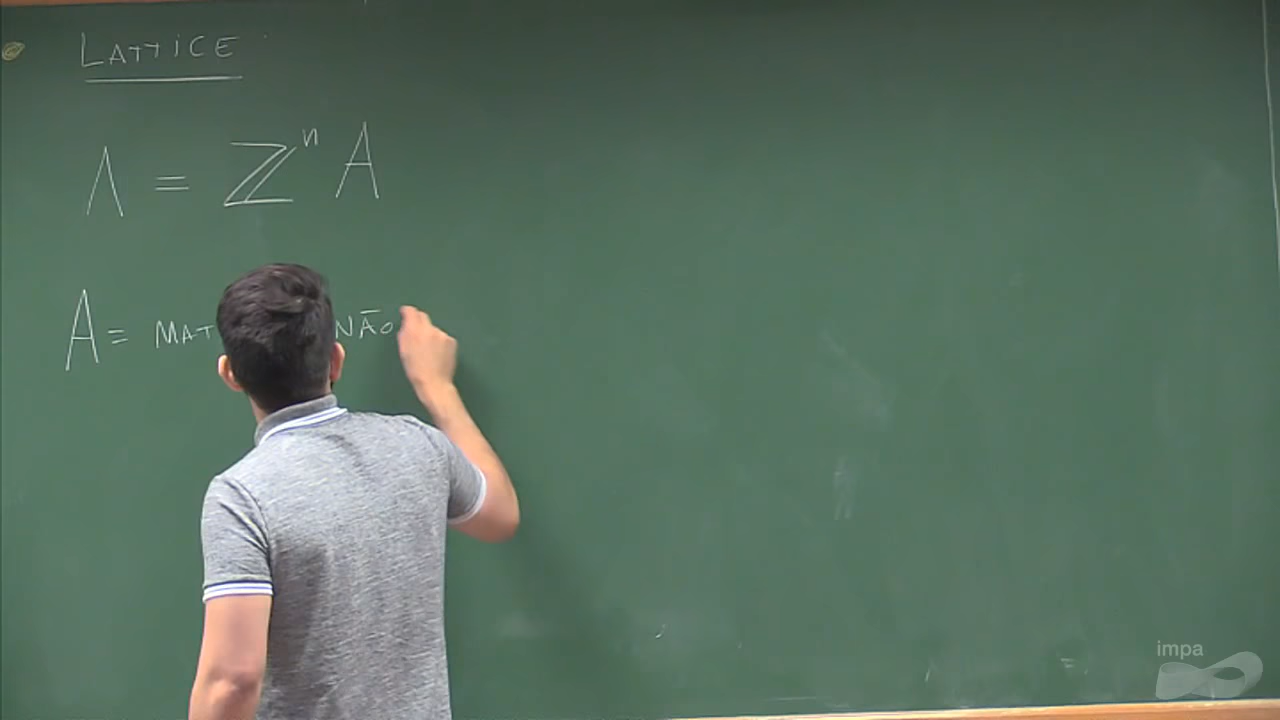 LATTICE
Λ = ℤⁿ A
A = MAT NÃO
impa